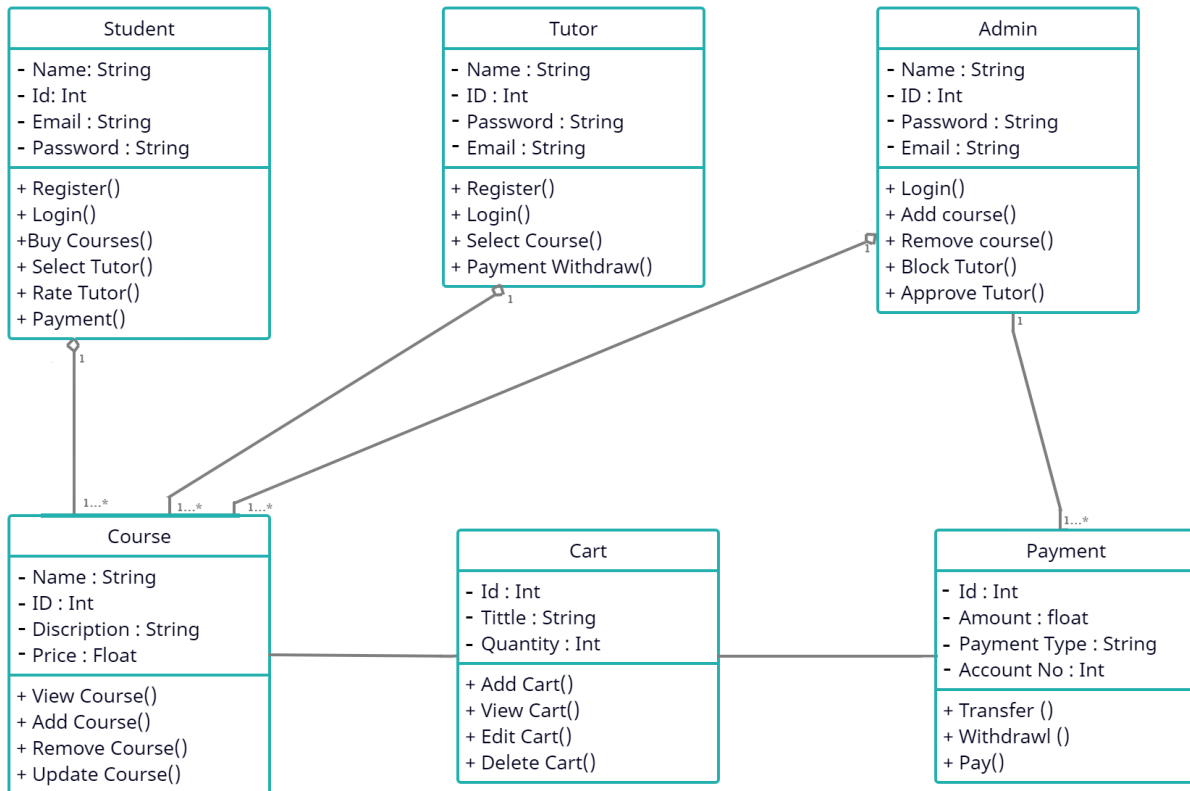 Student
- Name: String
- Id: Int
- Email : String
- Password : String
+ Register()
+ Login()
+Buy Courses()
+ Select Tutor()
+ Rate Tutor()
+ Payment()
1
1...*
Tutor
- Name : String
- ID : Int
- Password : String
- Email : String
+ Register()
+ Login()
+ Select Course()
+ Payment Withdraw()
1
1...*
Admin
- Name : String
- ID : Int
- Password : String
- Email : String
+ Login()
+ Add course()
+ Remove course()
+ Block Tutor()
+ Approve Tutor()
1
1...*
1
1...*
Course
- Name : String
- ID : Int
- Discription : String
- Price : Float
+ View Course()
+ Add Course()
+ Remove Course()
+ Update Course()
Cart
- Id : Int
- Tittle : String
- Quantity : Int
+ Add Cart()
+ View Cart()
+ Edit Cart()
+ Delete Cart()
Payment
- Id : Int
- Amount : float
- Payment Type : String
- Account No : Int
+ Transfer ()
+ Withdrawl ()
+ Pay()